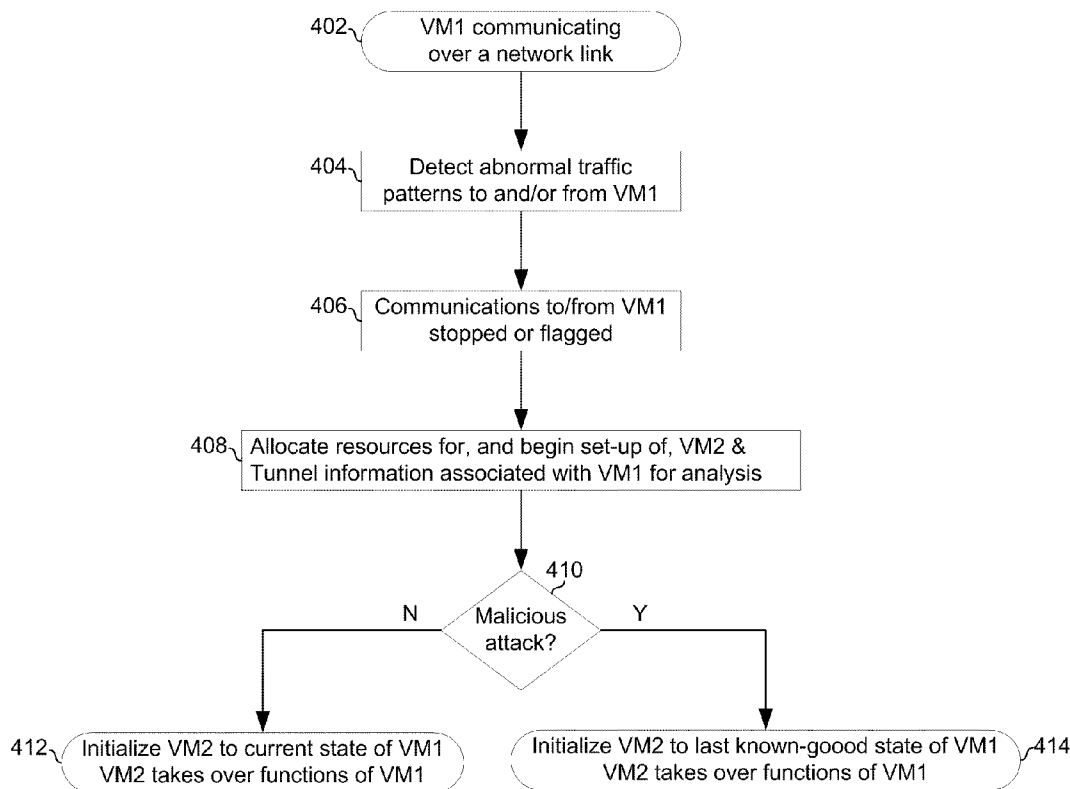 402
VM1 communicating
over a network link
404
Detect abnormal traffic
patterns to and/or from VM1
406
Communications to/from VM1
stopped or flagged
408
Allocate resources for, and begin set-up of, VM2 &
Tunnel information associated with VM1 for analysis
410
N
Malicious
attack?
Y
412
Initialize VM2 to current state of VM1
VM2 takes over functions of VM1
Initialize VM2 to last known-goood state of VM1
VM2 takes over functions of VM1
414